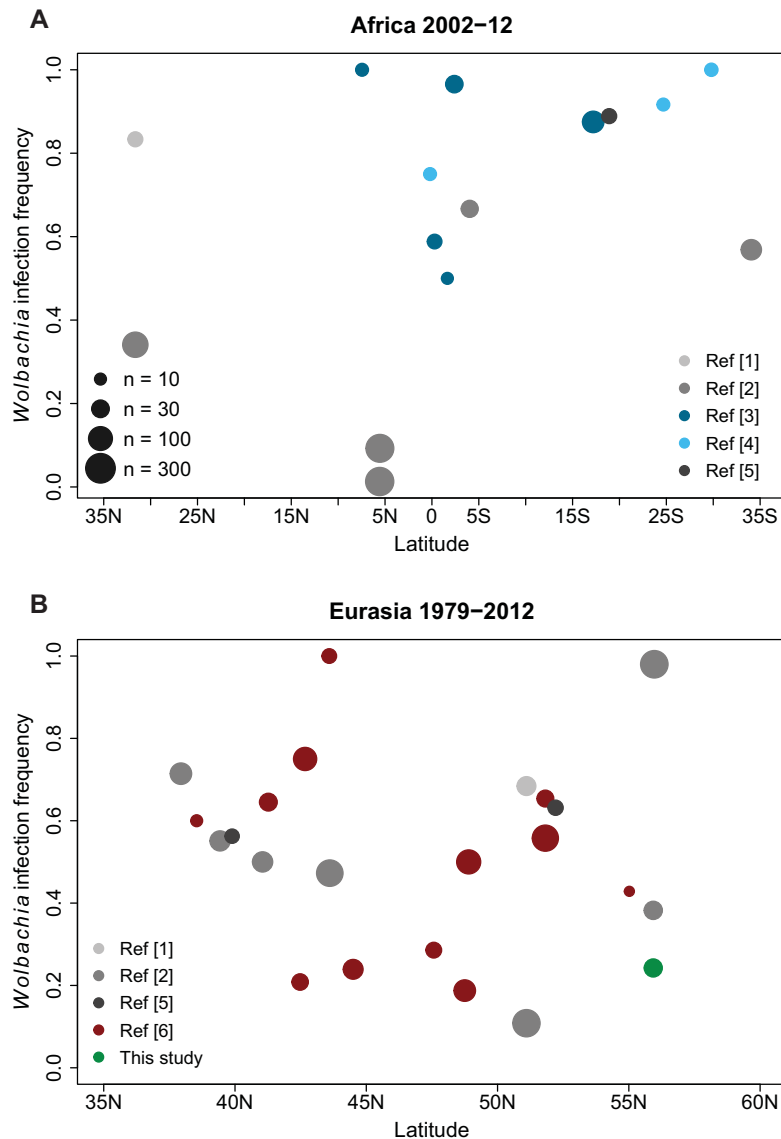 A
Africa 2002−12
Wolbachia infection frequency
1.0
0.8
0.6
0.4
0.2
0.0
n = 10
n = 30
n = 100
n = 300
Ref [1]
Ref [2]
Ref [3]
Ref [4]
Ref [5]
35N 25N 15N 5N 0 5S 15S 25S 35S
Latitude
B
Eurasia 1979−2012
Wolbachia infection frequency
1.0
0.8
0.6
0.4
0.2
0.0
Ref [1]
Ref [2]
Ref [5]
Ref [6]
This study
35N 40N 45N 50N 55N 60N
Latitude